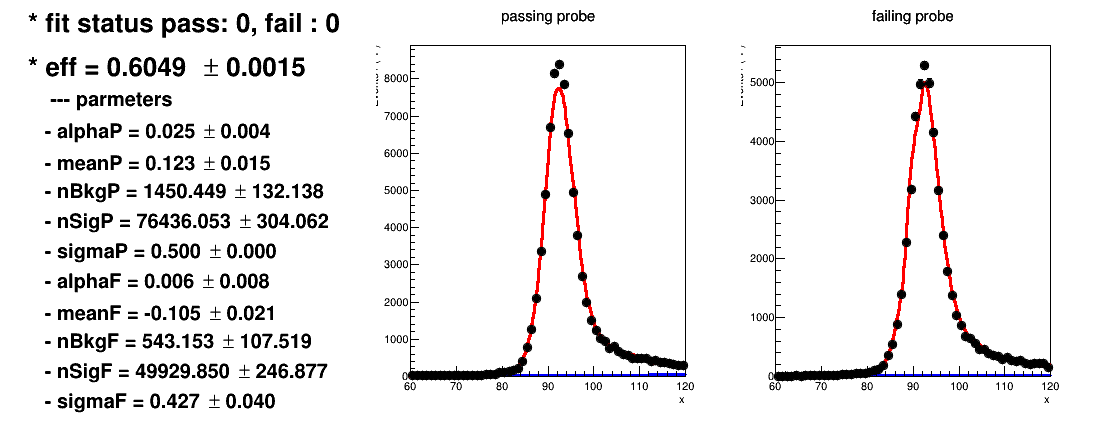 * fit status pass: 0, fail : 0
* eff = 0.6049 ± 0.0015
--- parmeters
- alphaP = 0.025 ± 0.004
- meanP = 0.123 ± 0.015
- nBkgP = 1450.449 ± 132.138
- nSigP = 76436.053 ± 304.062
- sigmaP = 0.500 ± 0.000
- alphaF = 0.006 ± 0.008
- meanF = -0.105 ± 0.021
- nBkgF = 543.153 ± 107.519
- nSigF = 49929.850 ± 246.877
- sigmaF = 0.427 ± 0.040
passing probe
8000
7000
6000
5000
4000
3000
2000
1000
0
60 70 80 90 100 110 120
x
failing probe
5000
4000
3000
2000
1000
0
60 70 80 90 100 110 120
x